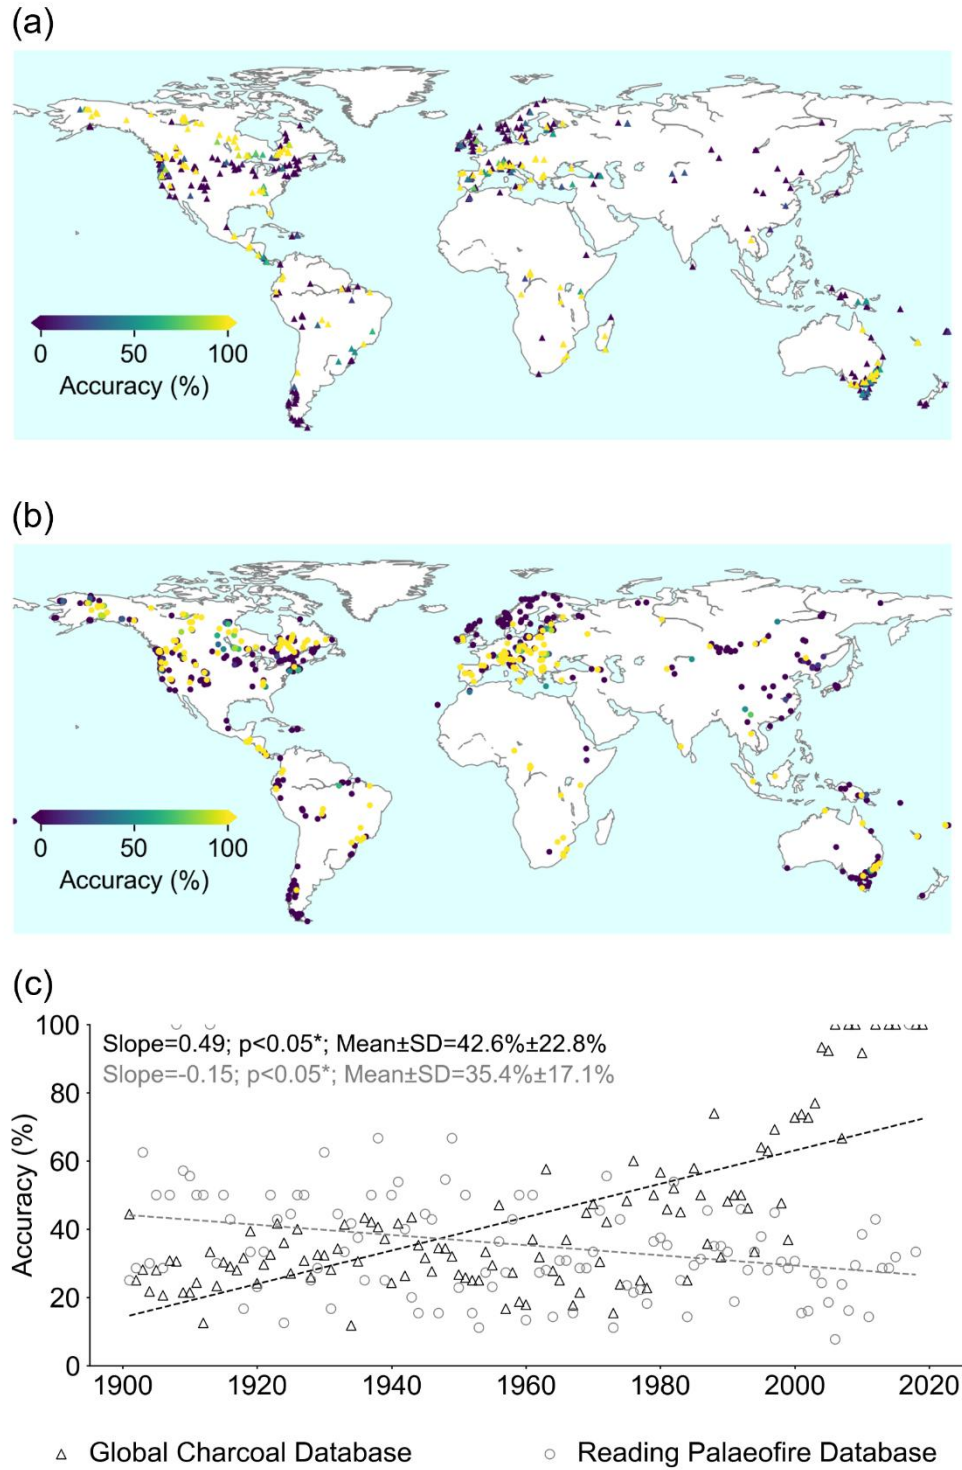 (a)
0 50 100
Accuracy (%)
(b)
0 50 100
Accuracy (%)
(c)
Slope=0.49; p<0.05*; Mean±SD=42.6%±22.8%
Slope=-0.15; p<0.05*; Mean±SD=35.4%±17.1%
Accuracy (%)
100
80
60
40
20
0
1900 1920 1940 1960 1980 2000 2020
Global Charcoal Database Reading Palaeofire Database